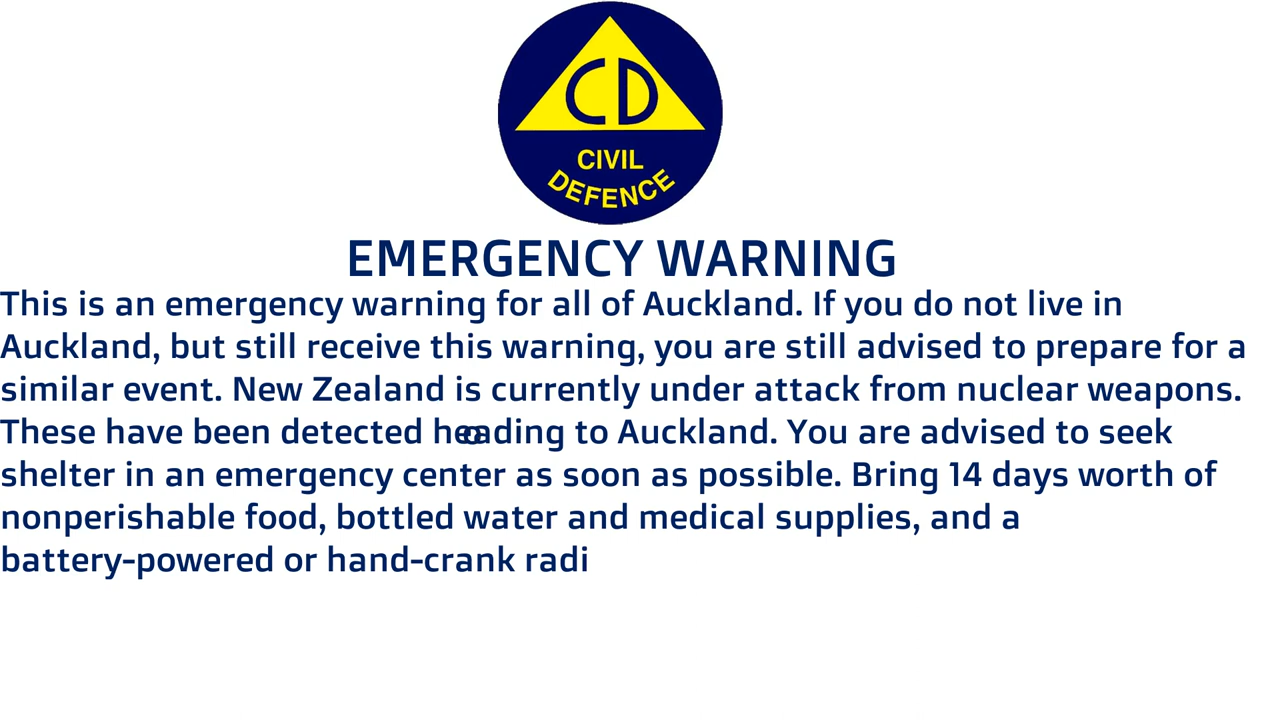 CD
CIVIL
DEFENCE
EMERGENCY WARNING
This is an emergency warning for all of Auckland. If you do not live in
Auckland, but still receive this warning, you are still advised to prepare for a
similar event. New Zealand is currently under attack from nuclear weapons.
These have been detected heading to Auckland. You are advised to seek
shelter in an emergency center as soon as possible. Bring 14 days worth of
nonperishable food, bottled water and medical supplies, and a
battery-powered or hand-crank radi